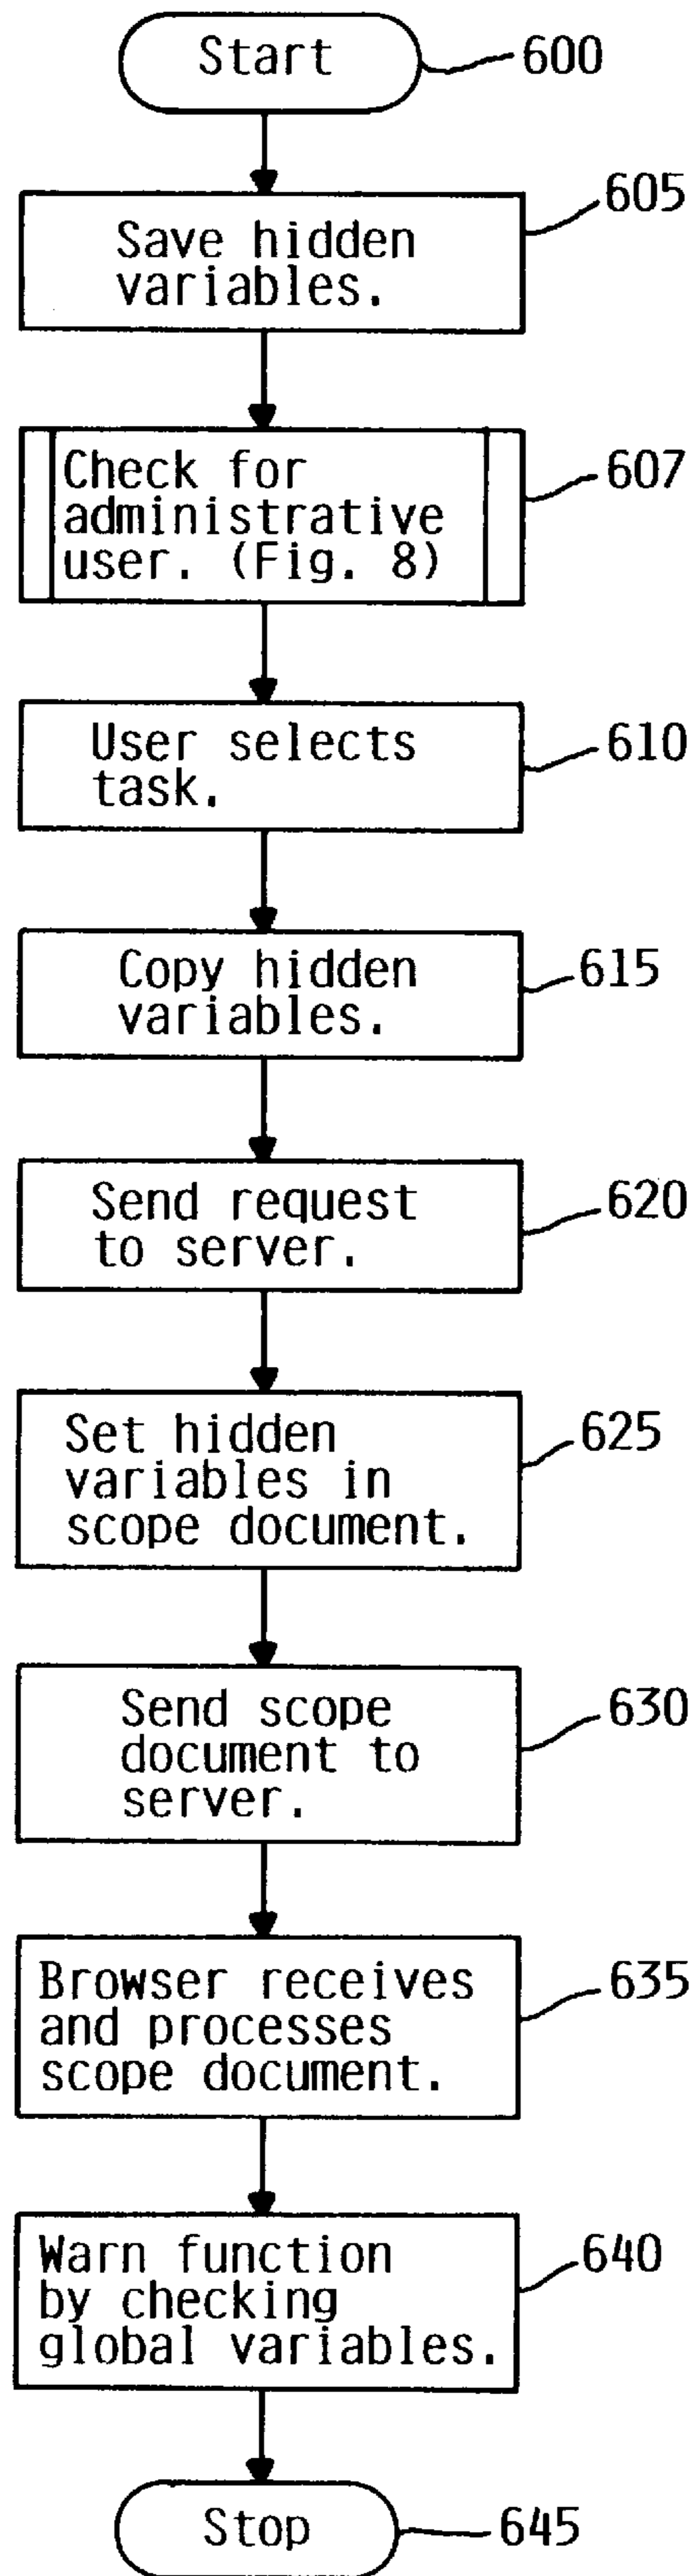 Start
600
605
Save hidden
variables.
607
Check for
administrative
user. (Fig. 8)
610
User selects
task.
615
Copy hidden
variables.
620
Send request
to server.
625
Set hidden
variables in
scope document.
630
Send scope
document to
server.
635
Browser receives
and processes
scope document.
640
Warn function
by checking
global variables.
Stop
645